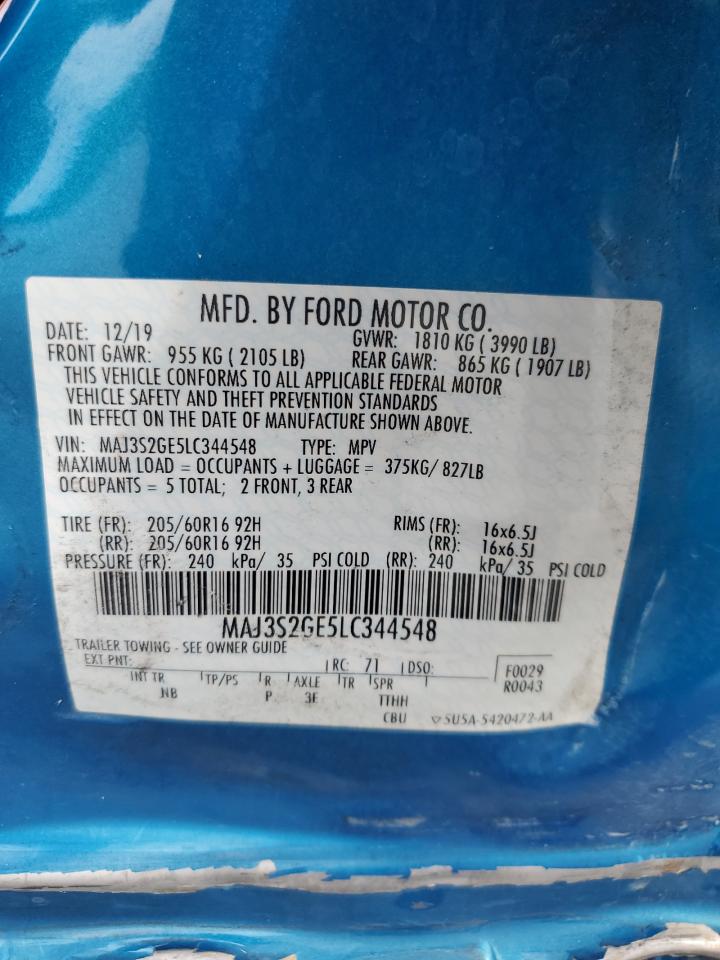 MFD. BY FORD MOTOR CO.
DATE: 12/19 GVWR: 1810 KG ( 3990 LB)
FRONT GAWR: 955 KG ( 2105 LB) REAR GAWR: 865 KG ( 1907 LB)
THIS VEHICLE CONFORMS TO ALL APPLICABLE FEDERAL MOTOR
VEHICLE SAFETY AND THEFT PREVENTION STANDARDS
IN EFFECT ON THE DATE OF MANUFACTURE SHOWN ABOVE.
VIN: MAJ3S2GE5LC344548 TYPE: MPV
MAXIMUM LOAD = OCCUPANTS + LUGGAGE = 375KG/ 827LB
OCCUPANTS = 5 TOTAL; 2 FRONT, 3 REAR
TIRE (FR): 205/60R16 92H RIMS (FR): 16x6.5J
(RR): 205/60R16 92H (RR): 16x6.5J
PRESSURE (FR): 240 kPa/ 35 PSI COLD (RR): 240 kPa/ 35 PSI COLD
MAJ3S2GE5LC344548
TRAILER TOWING - SEE OWNER GUIDE
EXT PNT: RC: 71 DSO: F0029
INT TR TP/PS R AXLE TR SPR R0043
NB P 3E TTHH
CBU 5U5A-5420472-AA